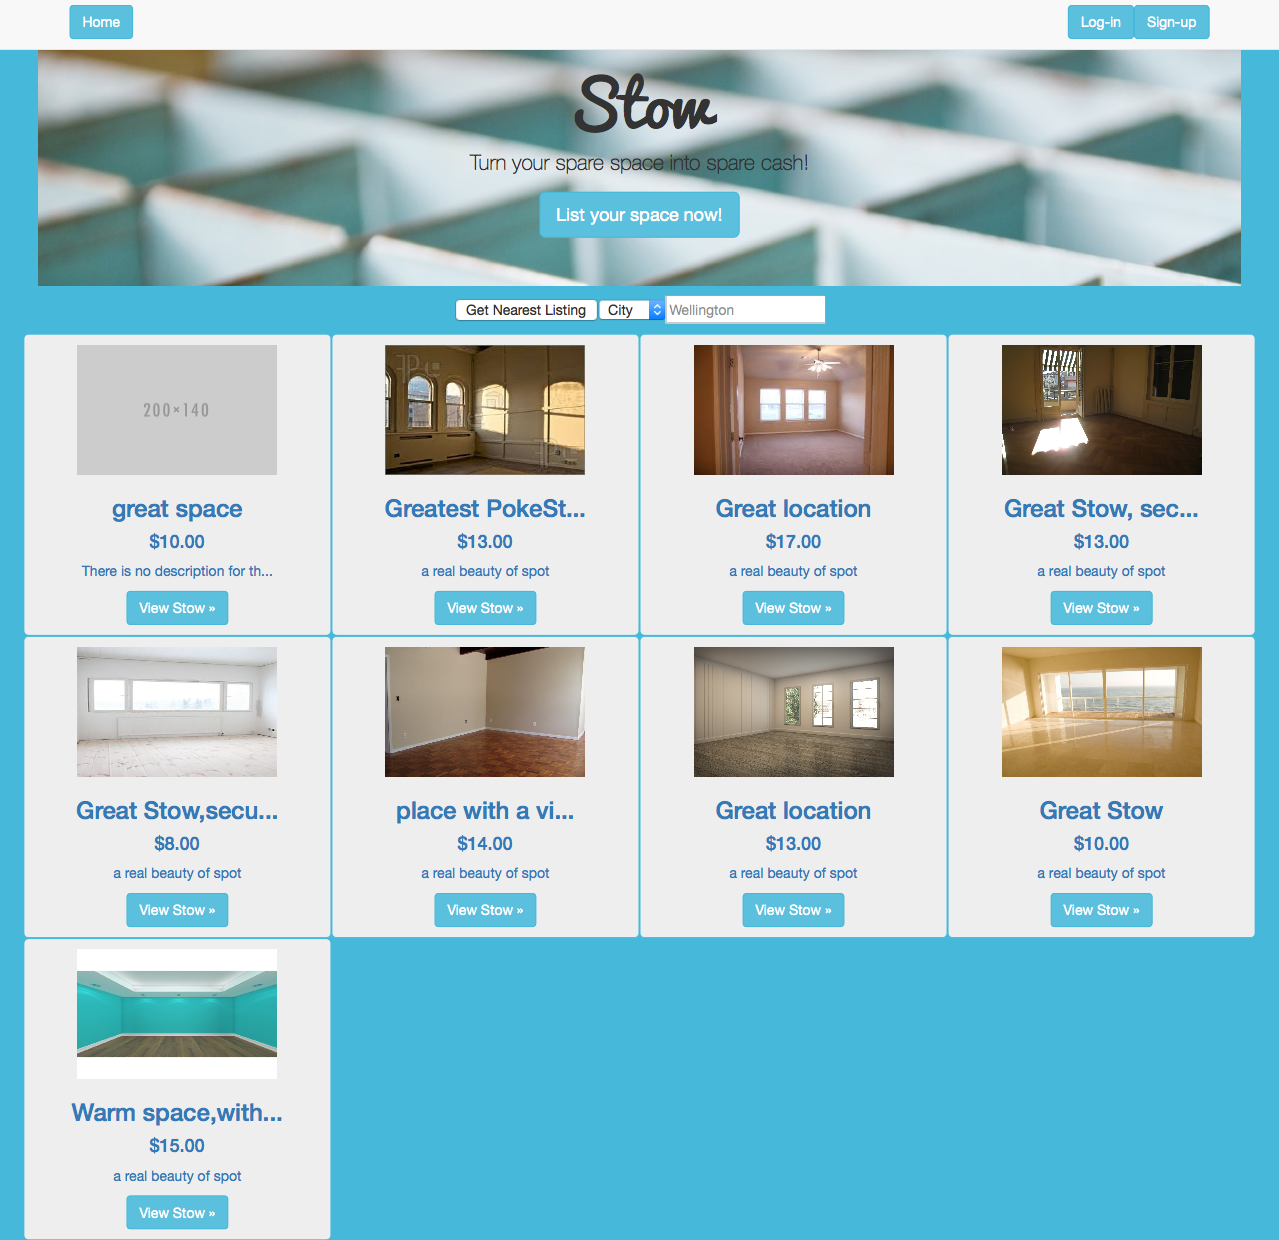 Home
Log-in
Sign-up
Stow
Turn your spare space into spare cash!
List your space now!
Get Nearest Listing
City
Wellington
200×140
great space
$10.00
There is no description for th...
View Stow »
Greatest PokeSt...
$13.00
a real beauty of spot
View Stow »
Great location
$17.00
a real beauty of spot
View Stow »
Great Stow, sec...
$13.00
a real beauty of spot
View Stow »
Great Stow,secu...
$8.00
a real beauty of spot
View Stow »
place with a vi...
$14.00
a real beauty of spot
View Stow »
Great location
$13.00
a real beauty of spot
View Stow »
Great Stow
$10.00
a real beauty of spot
View Stow »
Warm space,with...
$15.00
a real beauty of spot
View Stow »